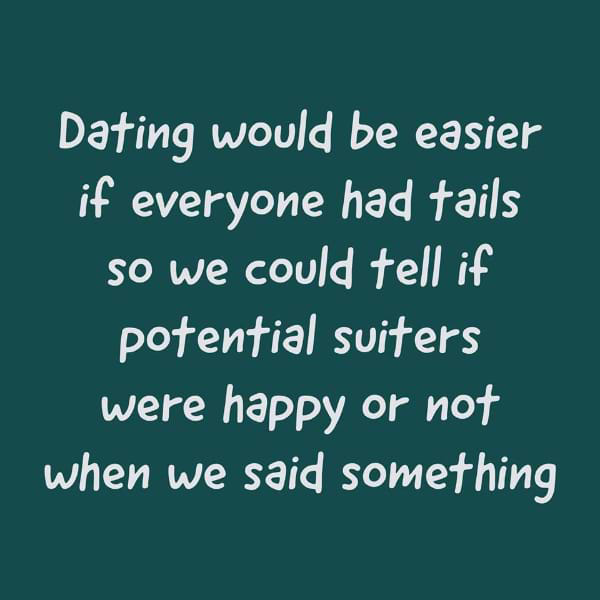 Dating would be easier
if everyone had tails
so we could tell if
potential suiters
were happy or not
when we said something